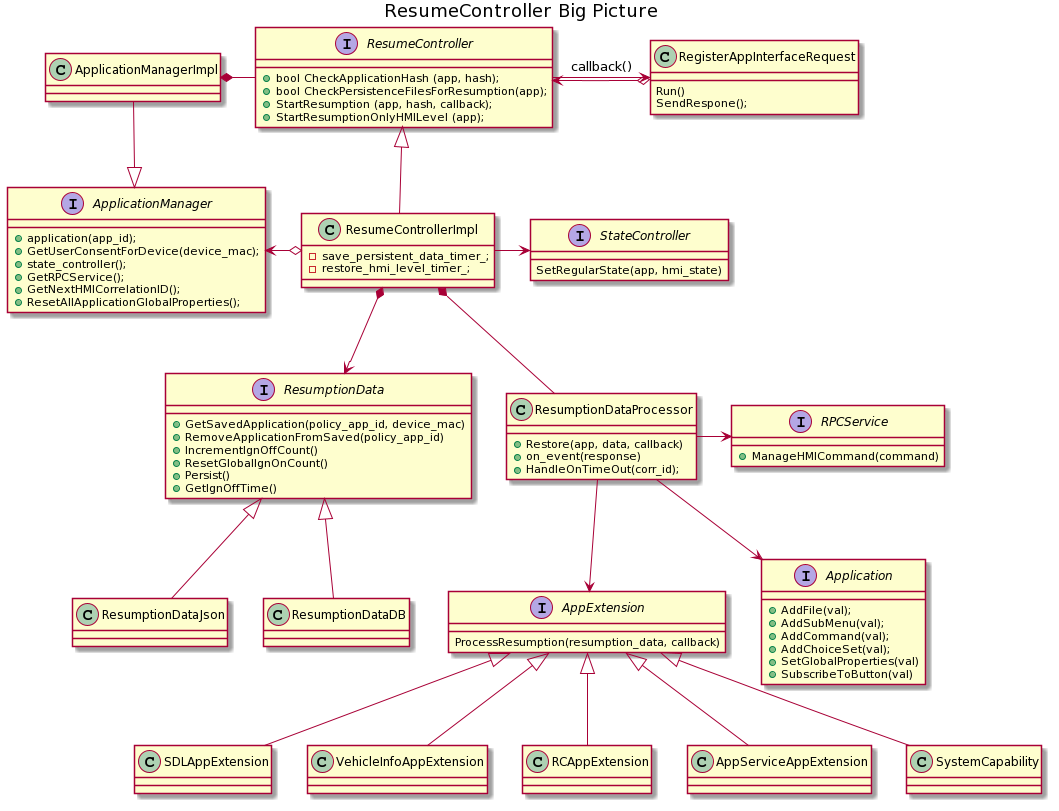 ResumeController Big Picture
I ResumeController
bool CheckApplicationHash (app, hash);
bool CheckPersistenceFilesForResumption(app);
StartResumption (app, hash, callback);
StartResumptionOnlyHMILevel (app);
C ApplicationManagerImpl
callback()
C RegisterAppInterfaceRequest
Run()
SendRespone();
I ApplicationManager
application(app_id);
GetUserConsentForDevice(device_mac);
state_controller();
GetRPCService();
GetNextHMICorrelationID();
ResetAllApplicationGlobalProperties();
C ResumeControllerImpl
save_persistent_data_timer_;
restore_hmi_level_timer_;
I StateController
SetRegularState(app, hmi_state)
I ResumptionData
GetSavedApplication(policy_app_id, device_mac)
RemoveApplicationFromSaved(policy_app_id)
IncrementIgnOffCount()
ResetGlobalIgnOnCount()
Persist()
GetIgnOffTime()
C ResumptionDataProcessor
Restore(app, data, callback)
on_event(response)
HandleOnTimeOut(corr_id);
I RPCService
ManageHMICommand(command)
C ResumptionDataJson
C ResumptionDataDB
I AppExtension
ProcessResumption(resumption_data, callback)
I Application
AddFile(val);
AddSubMenu(val);
AddCommand(val);
AddChoiceSet(val);
SetGlobalProperties(val)
SubscribeToButton(val)
C SDLAppExtension
C VehicleInfoAppExtension
C RCAppExtension
C AppServiceAppExtension
C SystemCapability